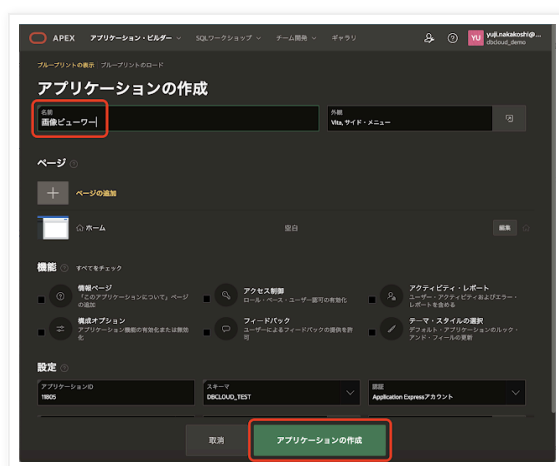 APEX アプリケーション・ビルダー SQLワークショップ チーム開発 ギャラリ YU yuji.nakakoshi@...
dbcloud_demo
ブループリントの表示 ブループリントのロード
アプリケーションの作成
名前
画像ビューワー
外観
Vita, サイド・メニュー
ページ
ページの追加
ホーム 空白 編集
機能 すべてをチェック
情報ページ
「このアプリケーションについて」ページの追加
アクセス制御
ロール・ベース・ユーザー認可の有効化
アクティビティ・レポート
ユーザー・アクティビティおよびエラー・レポートを含める
構成オプション
アプリケーション機能の有効化または無効化
フィードバック
ユーザーによるフィードバックの提供を許可
テーマ・スタイルの選択
デフォルト・アプリケーションのルック・アンド・フィールの更新
設定
アプリケーションID
11805
スキーマ
DBCLOUD_TEST
認証
Application Expressアカウント
取消 アプリケーションの作成